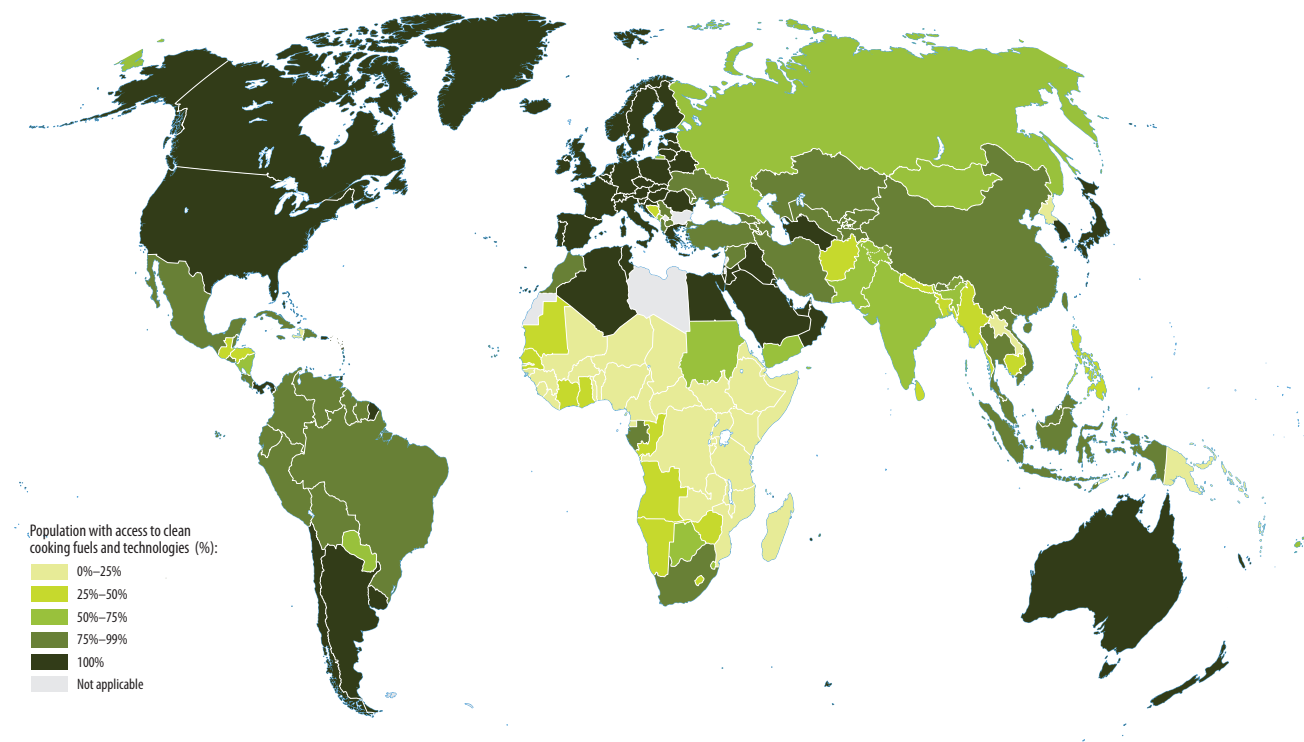 Population with access to clean
cooking fuels and technologies (%):
0%–25%
25%–50%
50%–75%
75%–99%
100%
Not applicable